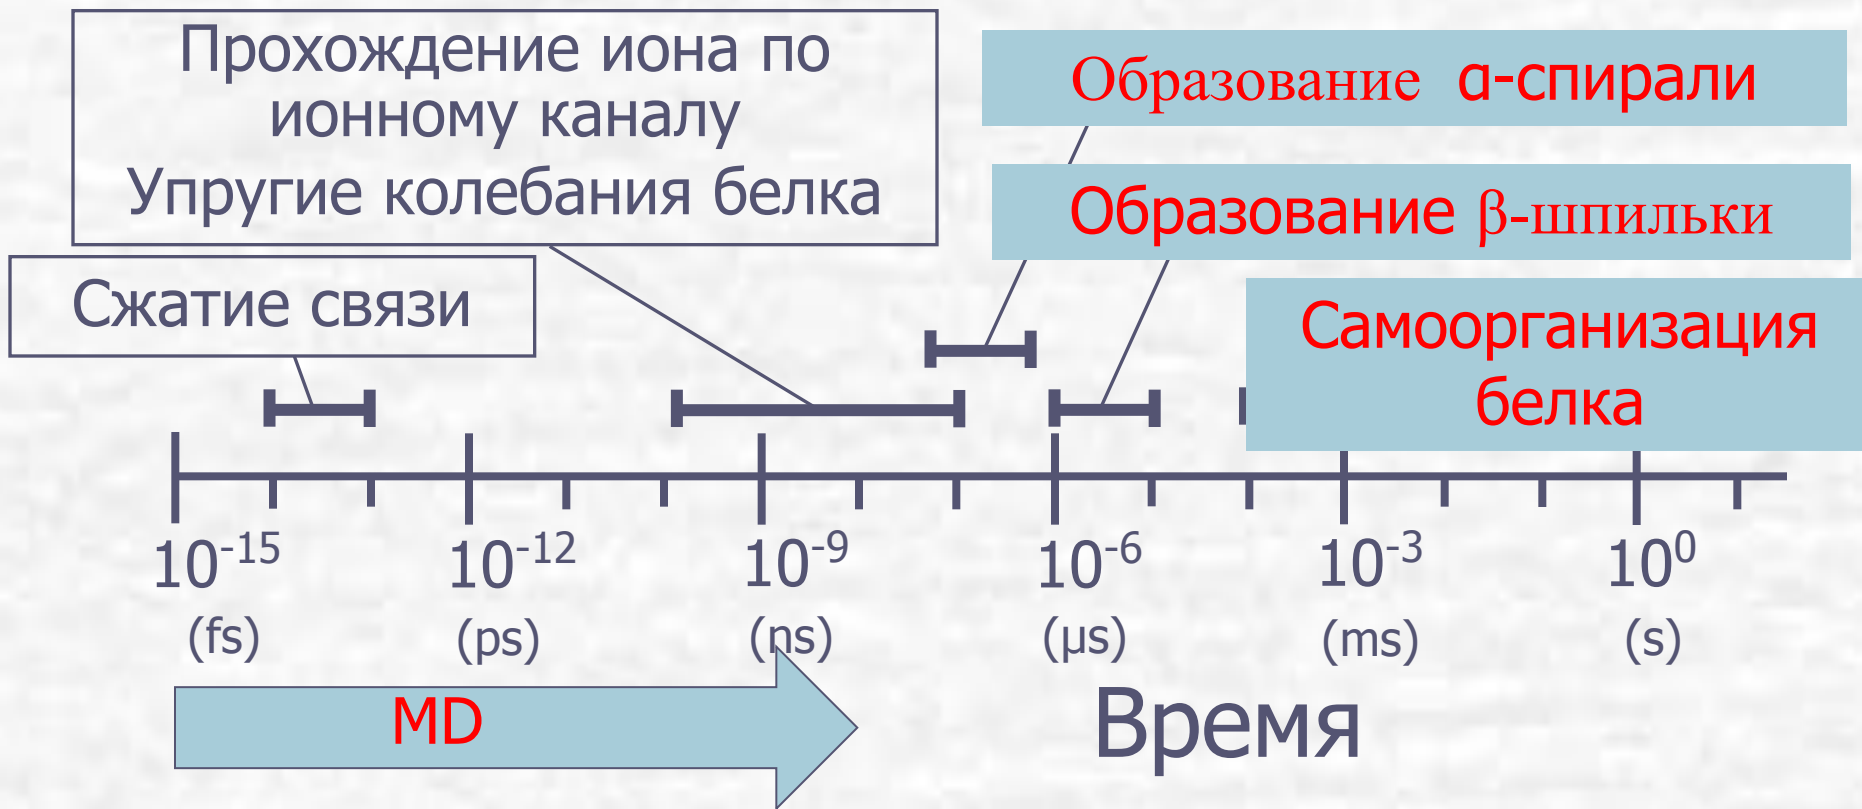 Прохождение иона по
ионному каналу
Упругие колебания белка
Образование α-спирали
Образование β-шпильки
Сжатие связи
Самоорганизация
белка
10⁻¹⁵ 10⁻¹² 10⁻⁹ 10⁻⁶ 10⁻³ 10⁰
(fs) (ps) (ns) (μs) (ms) (s)
MD
Время